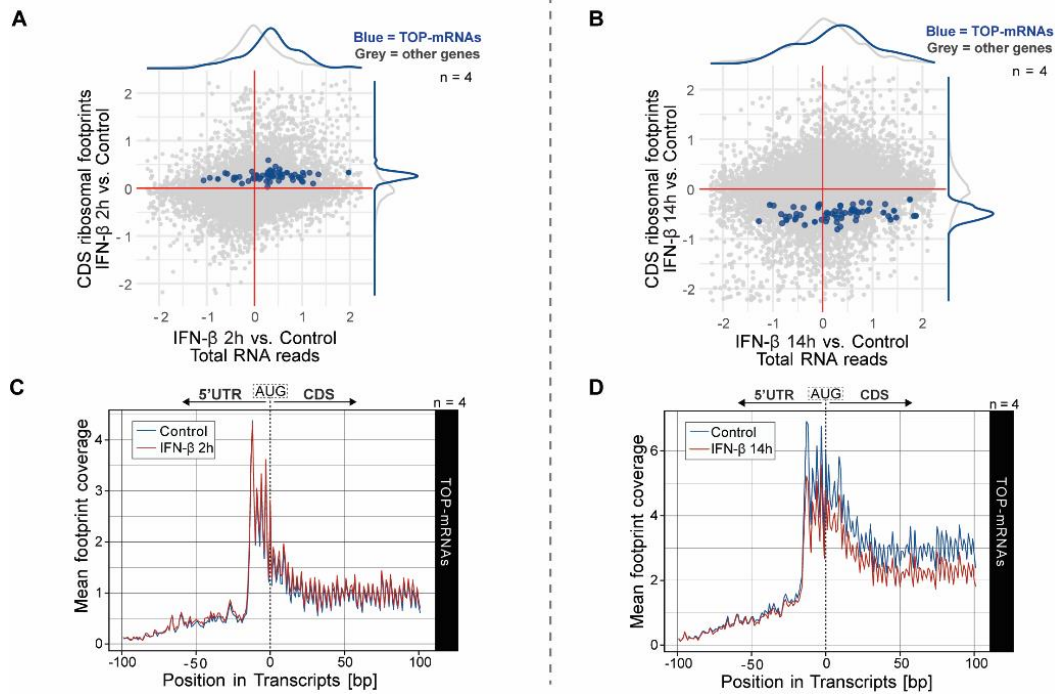 A
Blue = TOP-mRNAs
Grey = other genes
n = 4
CDS ribosomal footprints
IFN-β 2h vs. Control
2
1
0
-1
-2
-2 -1 0 1 2
IFN-β 2h vs. Control
Total RNA reads
B
Blue = TOP-mRNAs
Grey = other genes
n = 4
CDS ribosomal footprints
IFN-β 14h vs. Control
2
1
0
-1
-2
-2 -1 0 1 2
IFN-β 14h vs. Control
Total RNA reads
C
5'UTR AUG CDS
n = 4
Control
IFN-β 2h
Mean footprint coverage
4
3
2
1
0
-100 -50 0 50 100
Position in Transcripts [bp]
TOP-mRNAs
D
5'UTR AUG CDS
n = 4
Control
IFN-β 14h
Mean footprint coverage
6
4
2
0
-100 -50 0 50 100
Position in Transcripts [bp]
TOP-mRNAs